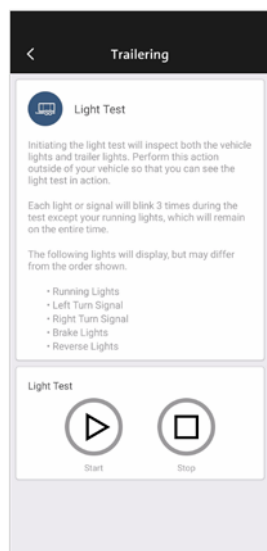 Trailering
Light Test
Initiating the light test will inspect both the vehicle
lights and trailer lights. Perform this action
outside of your vehicle so that you can see the
light test in action.
Each light or signal will blink 3 times during the
test except your running lights, which will remain
on the entire time.
The following lights will display, but may differ
from the order shown.
• Running Lights
• Left Turn Signal
• Right Turn Signal
• Brake Lights
• Reverse Lights
Light Test
Start Stop